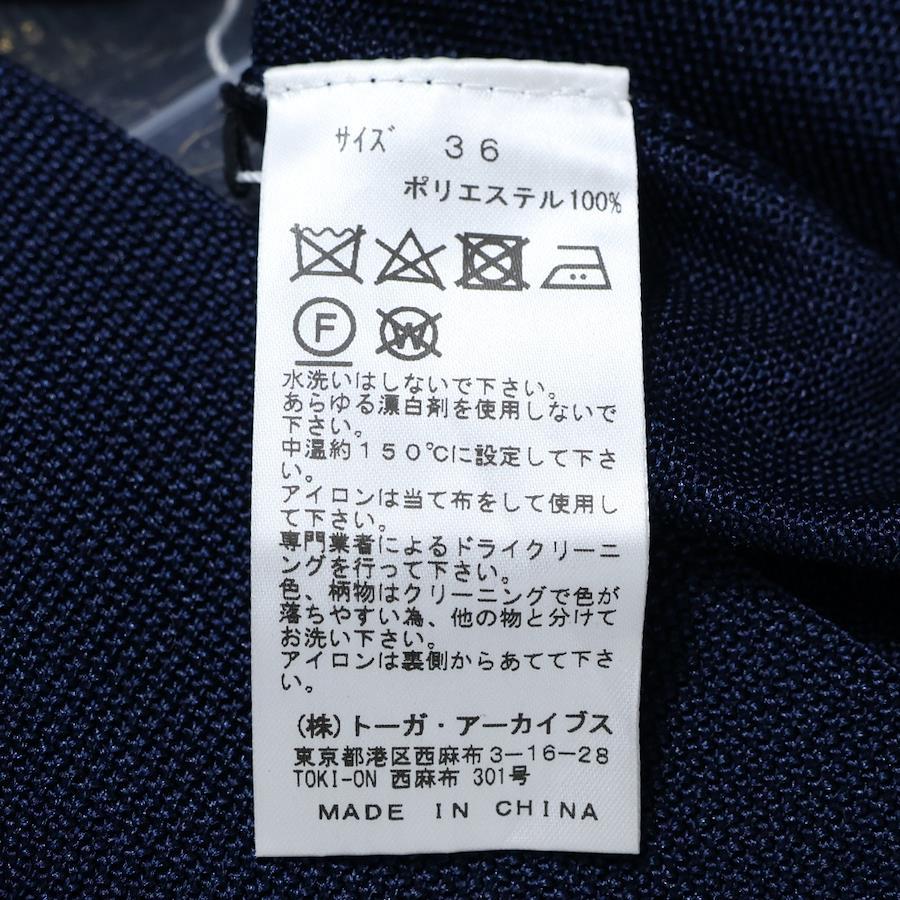 サイズ 36
ポリエステル100%
F W
水洗いはしないで下さい。
あらゆる漂白剤を使用しないで
下さい。
中温約150℃に設定して下さ
い。
アイロンは当て布をして使用し
て下さい。
専門業者によるドライクリーニ
ングを行って下さい。
色、柄物はクリーニングで色が
落ちやすい為、他の物と分けて
お洗い下さい。
アイロンは裏側からあてて下さ
い。
(株)トーガ・アーカイブス
東京都港区西麻布3-16-28
TOKI-ON 西麻布 301号
MADE IN CHINA